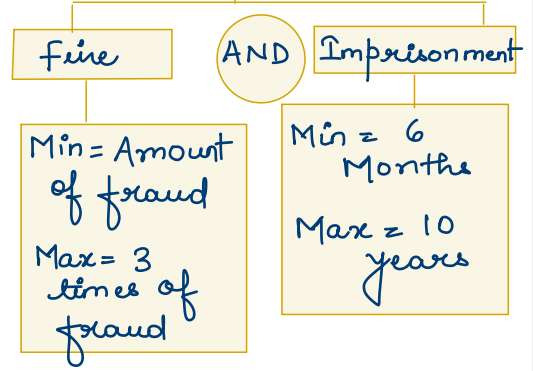 Fine
AND
Imprisonment
Min = Amount
of fraud
Max = 3
times of
fraud
Min = 6
Months
Max = 10
years